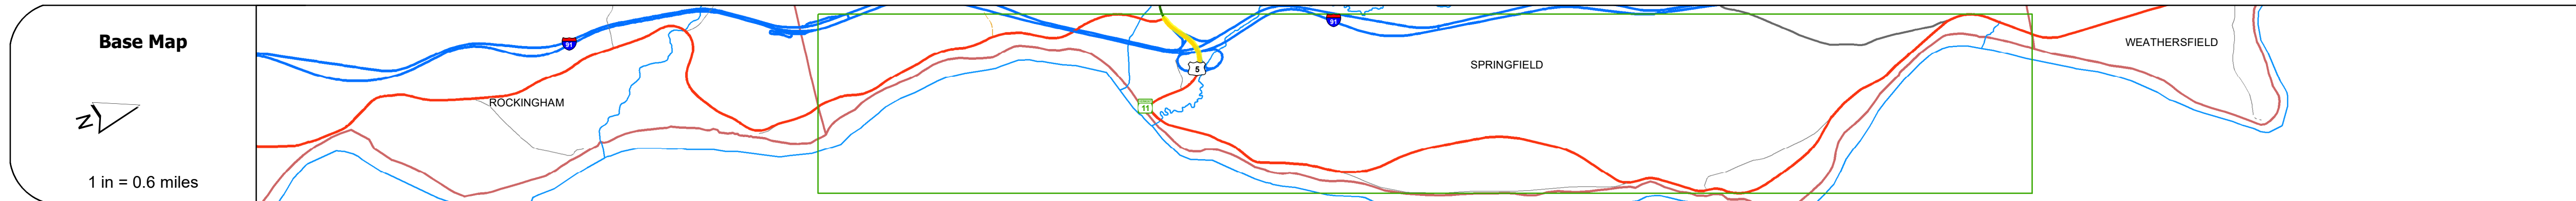 Base Map
N
1 in = 0.6 miles
91
ROCKINGHAM
5
11
91
SPRINGFIELD
WEATHERSFIELD